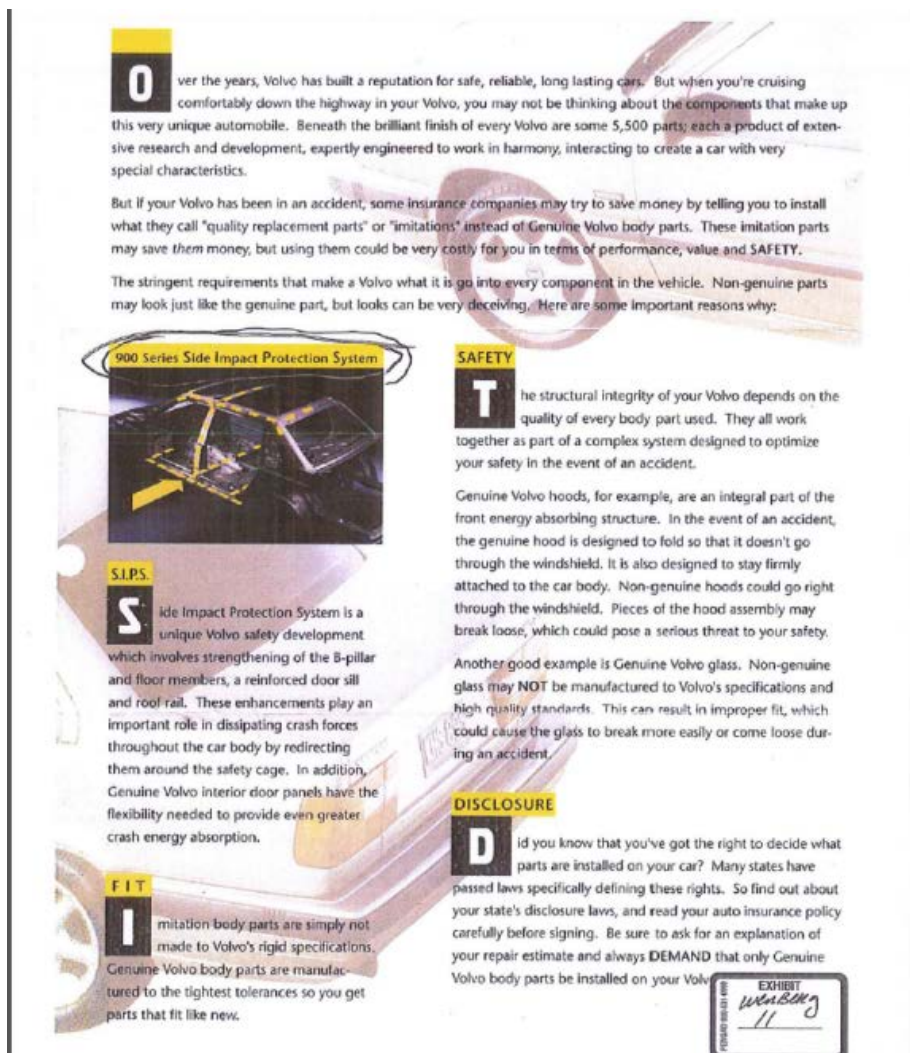 Over the years, Volvo has built a reputation for safe, reliable, long lasting cars. But when you're cruising
comfortably down the highway in your Volvo, you may not be thinking about the components that make up
this very unique automobile. Beneath the brilliant finish of every Volvo are some 5,500 parts; each a product of exten-
sive research and development, expertly engineered to work in harmony, interacting to create a car with very
special characteristics.
But if your Volvo has been in an accident, some insurance companies may try to save money by telling you to install
what they call "quality replacement parts" or "imitations" instead of Genuine Volvo body parts. These imitation parts
may save them money, but using them could be very costly for you in terms of performance, value and SAFETY.
The stringent requirements that make a Volvo what it is go into every component in the vehicle. Non-genuine parts
may look just like the genuine part, but looks can be very deceiving. Here are some important reasons why:
900 Series Side Impact Protection System
S.I.P.S.
Side Impact Protection System is a
unique Volvo safety development
which involves strengthening of the B-pillar
and floor members, a reinforced door sill
and roof rail. These enhancements play an
important role in dissipating crash forces
throughout the car body by redirecting
them around the safety cage. In addition,
Genuine Volvo interior door panels have the
flexibility needed to provide even greater
crash energy absorption.
FIT
Imitation body parts are simply not
made to Volvo's rigid specifications.
Genuine Volvo body parts are manufac-
tured to the tightest tolerances so you get
parts that fit like new.
SAFETY
The structural integrity of your Volvo depends on the
quality of every body part used. They all work
together as part of a complex system designed to optimize
your safety in the event of an accident.
Genuine Volvo hoods, for example, are an integral part of the
front energy absorbing structure. In the event of an accident,
the genuine hood is designed to fold so that it doesn't go
through the windshield. It is also designed to stay firmly
attached to the car body. Non-genuine hoods could go right
through the windshield. Pieces of the hood assembly may
break loose, which could pose a serious threat to your safety.
Another good example is Genuine Volvo glass. Non-genuine
glass may NOT be manufactured to Volvo's specifications and
high quality standards. This can result in improper fit, which
could cause the glass to break more easily or come loose dur-
ing an accident.
DISCLOSURE
Did you know that you've got the right to decide what
parts are installed on your car? Many states have
passed laws specifically defining these rights. So find out about
your state's disclosure laws, and read your auto insurance policy
carefully before signing. Be sure to ask for an explanation of
your repair estimate and always DEMAND that only Genuine
Volvo body parts be installed on your Volv
EXHIBIT
11